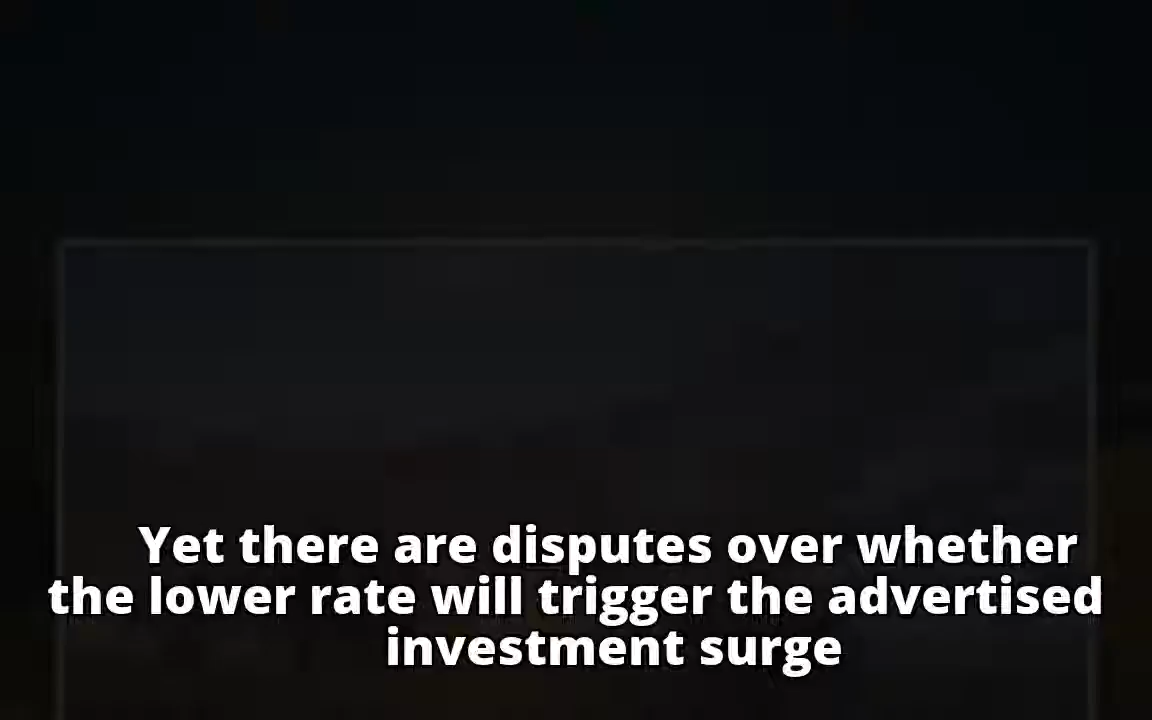 Yet there are disputes over whether
the lower rate will trigger the advertised
investment surge